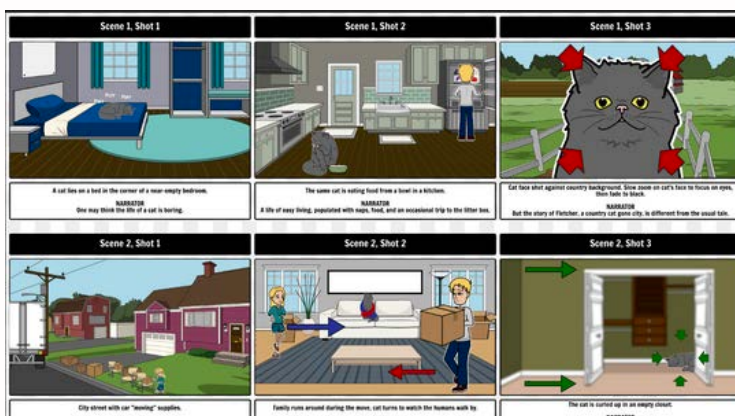 Scene 1, Shot 1
Scene 1, Shot 2
Scene 1, Shot 3
A cat lies on a bed in the corner of a near-empty bedroom.
NARRATOR
One may think the life of a cat is boring.
The same cat is eating food from a bowl in a kitchen.
NARRATOR
A life of easy living, populated with naps, food, and an occasional trip to the litter box.
Cat face shot against country background. Slow zoom on cat's face to focus on eyes,
then fade to black.
NARRATOR
But the story of Fletcher, a country cat gone city, is different from the usual tale.
Scene 2, Shot 1
Scene 2, Shot 2
Scene 2, Shot 3
City street with car "moving" supplies.
Family runs around during the move, cat turns to watch the humans walk by.
The cat is curled up in an empty closet.